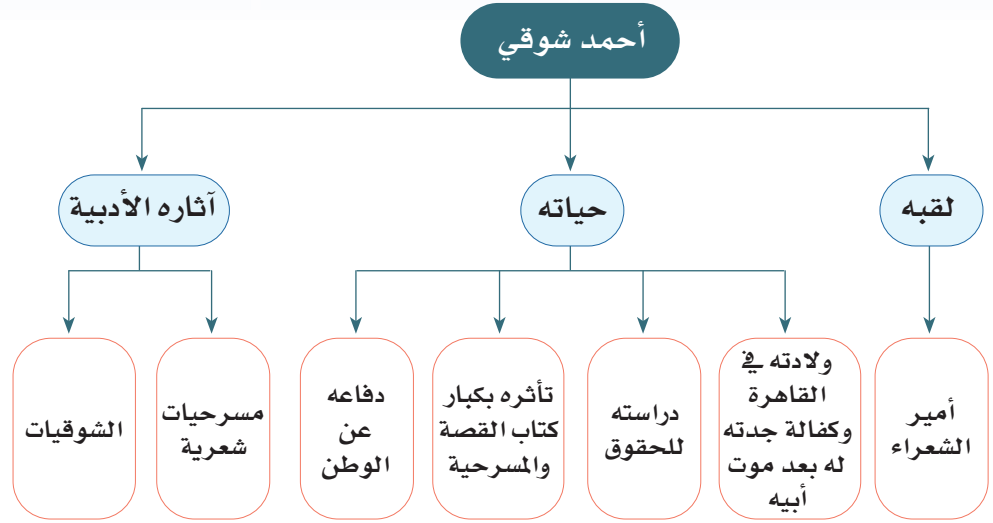 أحمد شوقي
لقبه
حياته
آثاره الأدبية
أمير
الشعراء
ولادته في
القاهرة
وكفالة جدته
له بعد موت
أبيه
دراسته
للحقوق
تأثره بكبار
كتاب القصة
والمسرحية
دفاعه
عن
الوطن
مسرحيات
شعرية
الشوقيات